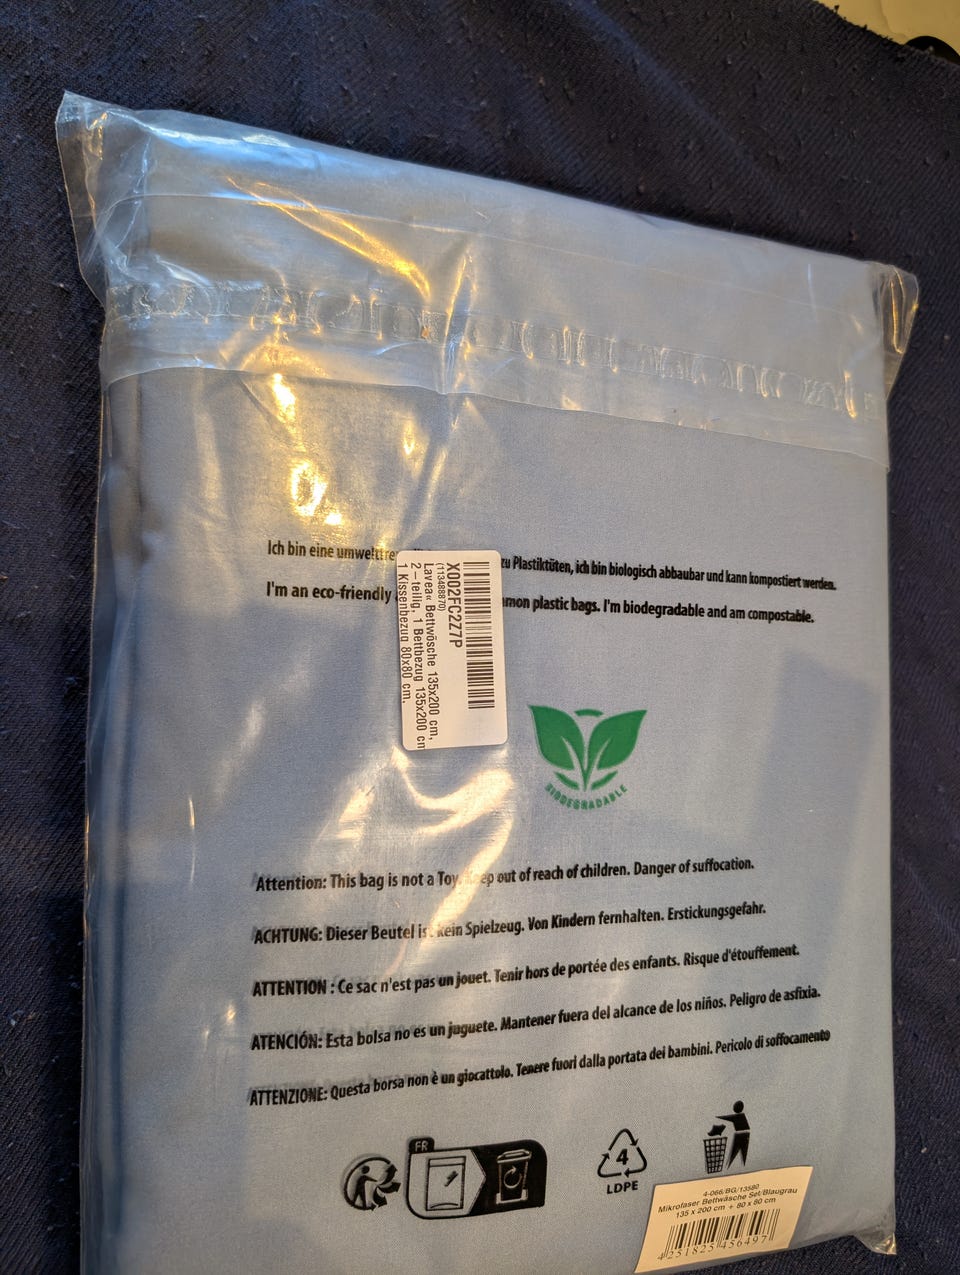 Ich bin eine umweltfre
zu Plastiktüten, ich bin biologisch abbaubar und kann kompostiert werden.
I'm an eco-friendly
mon plastic bags. I'm biodegradable and am compostable.
X002FC2Z7P
(113488870)
Lavea« Bettwösche 135x200 cm,
2-teilig, 1 Bettbezug 135x200 cm
1 Kissenbezug 80x80 cm,
BIODEGRADABLE
Attention: This bag is not a Toy. Keep out of reach of children. Danger of suffocation.
ACHTUNG: Dieser Beutel ist kein Spielzeug. Von Kindern fernhalten. Erstickungsgefahr.
ATTENTION : Ce sac n'est pas un jouet. Tenir hors de portée des enfants. Risque d'étouffement.
ATENCIÓN: Esta bolsa no es un juguete. Mantener fuera del alcance de los niños. Peligro de asfixia.
ATTENZIONE: Questa borsa non è un giocattolo. Tenere fuori dalla portata dei bambini. Pericolo di soffocamento
FR
4
LDPE
4-066/BG/13580
Mikrofaser Bettwäsche Set/Blaugrau
135 x 200 cm + 80 x 80 cm
4251825456497